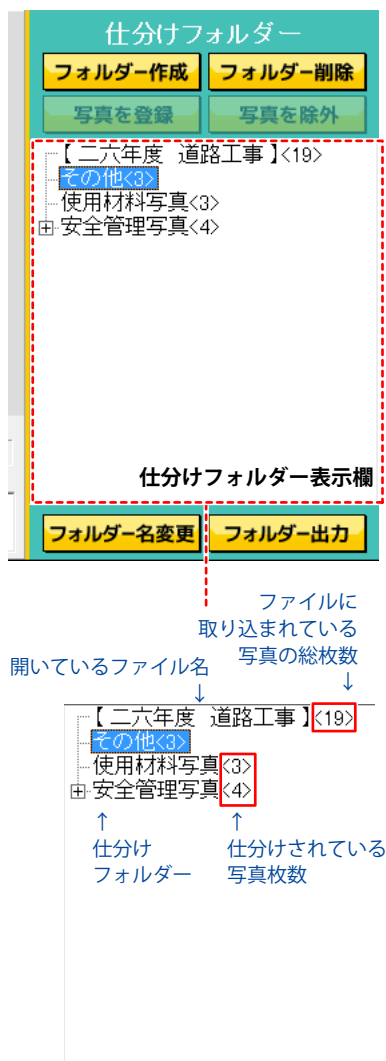 仕分けフォルダー
フォルダー作成 フォルダー削除
写真を登録 写真を除外
【 二六年度 道路工事 】<19>
その他<3>
使用材料写真<3>
安全管理写真<4>
仕分けフォルダー表示欄
フォルダー名変更 フォルダー出力
ファイルに
取り込まれている
写真の総枚数
↓
開いているファイル名
↓
【 二六年度 道路工事 】<19>
その他<3>
使用材料写真<3>
安全管理写真<4>
↑ ↑
仕分け 仕分けされている
フォルダー 写真枚数